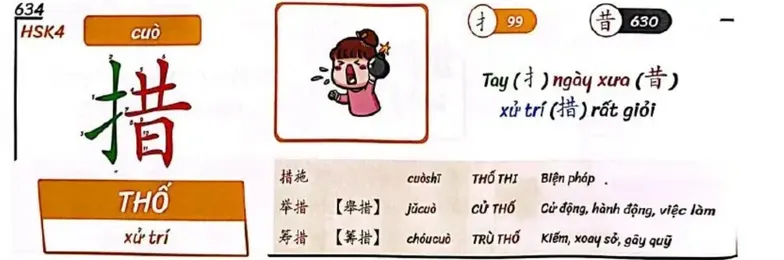 634
HSK4
cuò
措
THỐ
xử trí
扌 99
昔 630
Tay (扌) ngày xưa (昔)
xử trí (措) rất giỏi
措施 cuòshī THỐ THI Biện pháp .
举措 【舉措】 jǔcuò CỬ THỐ Cử động, hành động, việc làm
筹措 【籌措】 chóucuò TRÙ THỐ Kiếm, xoay sở, gây quỹ